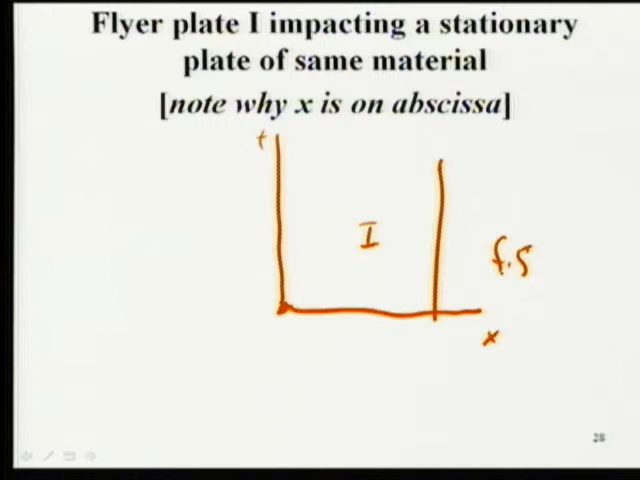 Flyer plate I impacting a stationary
plate of same material
[note why x is on abscissa]
t
I
f.s
x
28